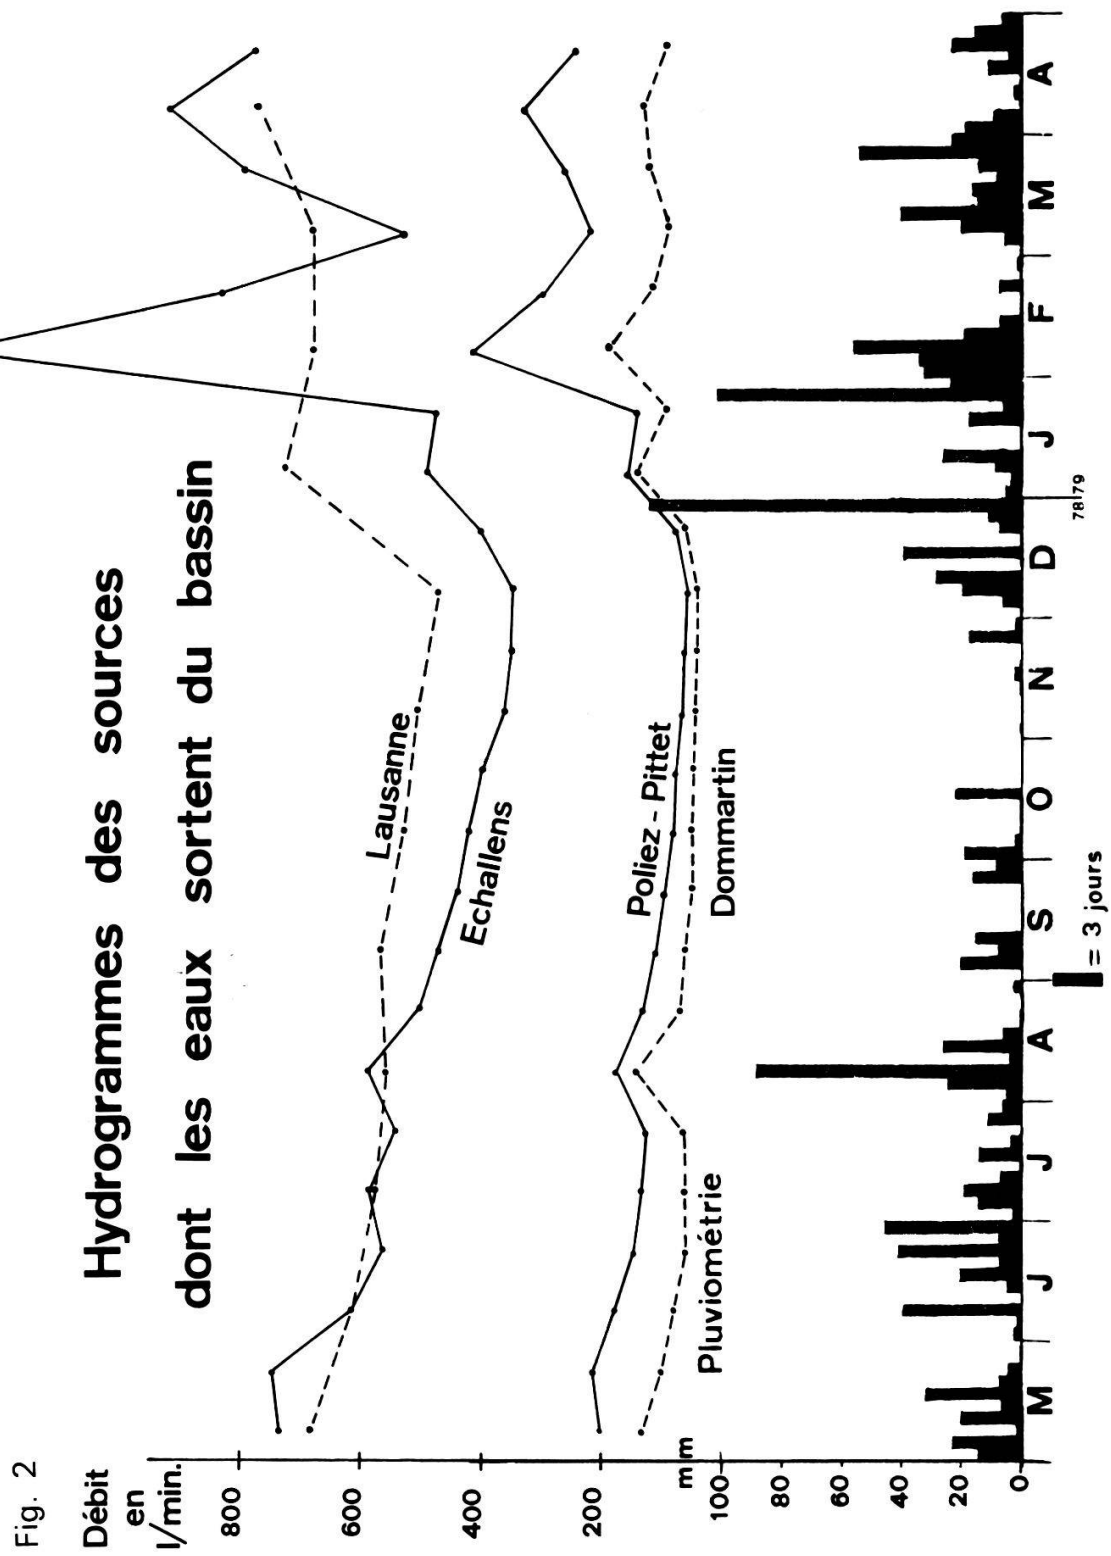 Fig. 2
Débit
en
l/min.
Hydrogrammes des sources
dont les eaux sortent du bassin
800
600
400
200
mm
100
80
60
40
20
0
Lausanne
Echallens
Poliez - Pittet
Dommartin
Pluviométrie
M J J A S O N D J F M A
78|79
= 3 jours